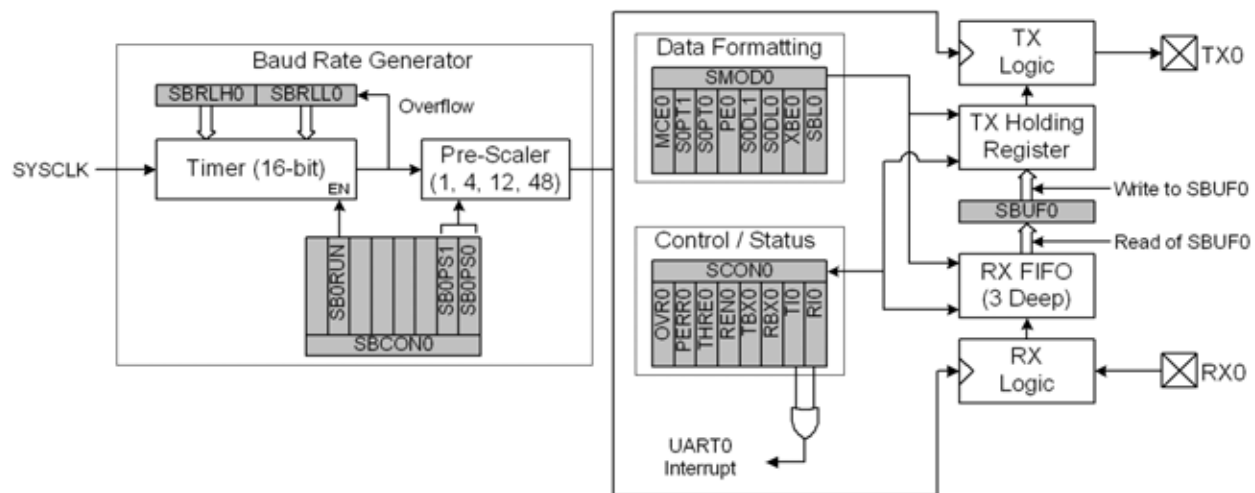 Baud Rate Generator
SBRLH0 SBRLL0
Overflow
SYSCLK
Timer (16-bit)
EN
Pre-Scaler
(1, 4, 12, 48)
SB0RUN
SB0PS1
SB0PS0
SBCON0
Data Formatting
SMOD0
MCE0
S0PT1
S0PT0
PE0
S0DL1
S0DL0
XBE0
SBL0
Control / Status
SCON0
OVR0
PERR0
THRE0
REN0
TBX0
RBX0
TI0
RI0
UART0
Interrupt
TX
Logic
TX0
TX Holding
Register
Write to SBUF0
SBUF0
Read of SBUF0
RX FIFO
(3 Deep)
RX
Logic
RX0